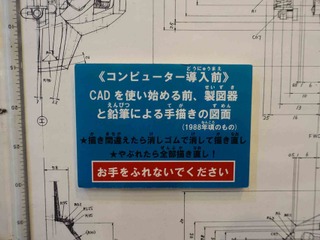 《コンピューター導入前》
CADを使い始める前、製図器
と鉛筆による手描きの図面
(1988年頃のもの)
★描き間違えたら消しゴムで消して描き直し
★やぶれたら全部描き直し!
お手をふれないでください